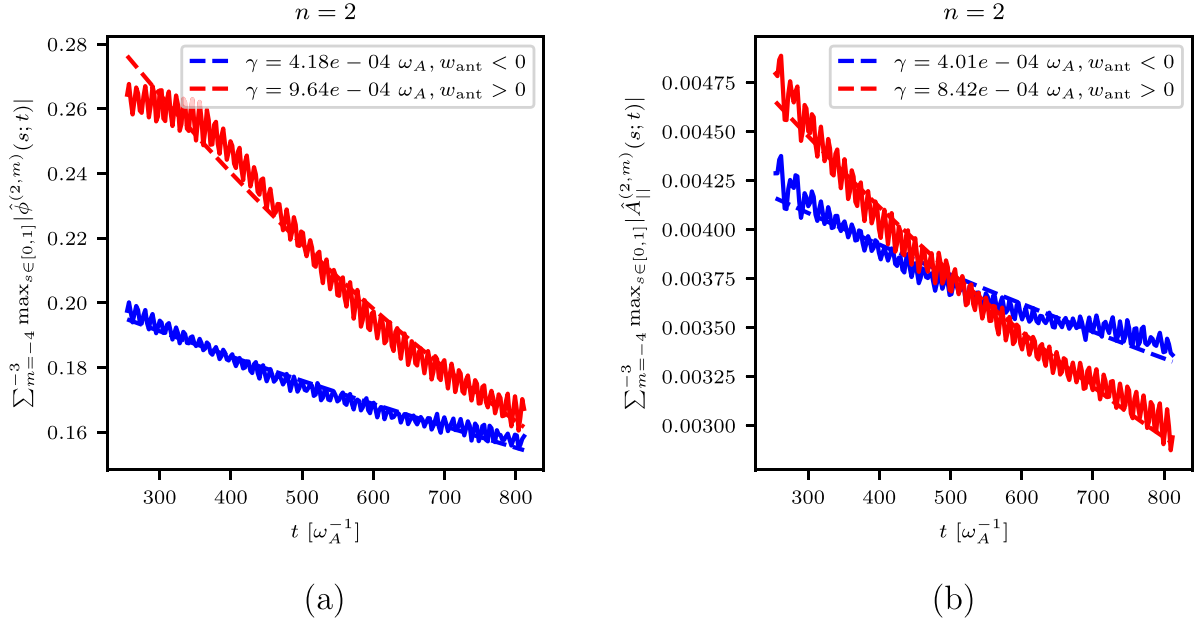 n = 2
0.28
0.26
0.24
0.22
0.20
0.18
0.16
∑_{m=−4}^{−3} max_{s∈[0,1]} |ϕ̂^{(2,m)}(s; t)|
γ = 4.18e − 04 ω_A, w_ant < 0
γ = 9.64e − 04 ω_A, w_ant > 0
300 400 500 600 700 800
t [ω_A^{−1}]
(a)
n = 2
0.00475
0.00450
0.00425
0.00400
0.00375
0.00350
0.00325
0.00300
∑_{m=−4}^{−3} max_{s∈[0,1]} |Â_{||}^{(2,m)}(s; t)|
γ = 4.01e − 04 ω_A, w_ant < 0
γ = 8.42e − 04 ω_A, w_ant > 0
300 400 500 600 700 800
t [ω_A^{−1}]
(b)